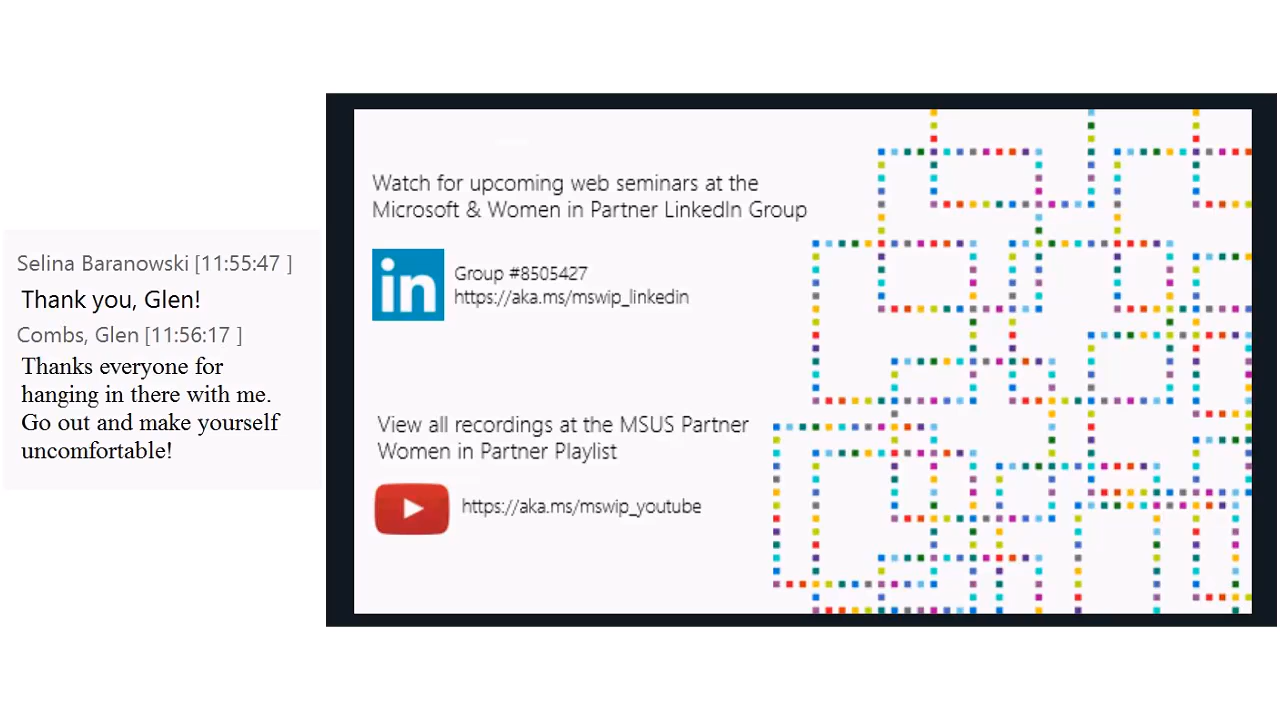 Selina Baranowski [11:55:47 ]
Thank you, Glen!
Combs, Glen [11:56:17 ]
Thanks everyone for
hanging in there with me.
Go out and make yourself
uncomfortable!
Watch for upcoming web seminars at the
Microsoft & Women in Partner LinkedIn Group
in
Group #8505427
https://aka.ms/mswip_linkedin
View all recordings at the MSUS Partner
Women in Partner Playlist
https://aka.ms/mswip_youtube